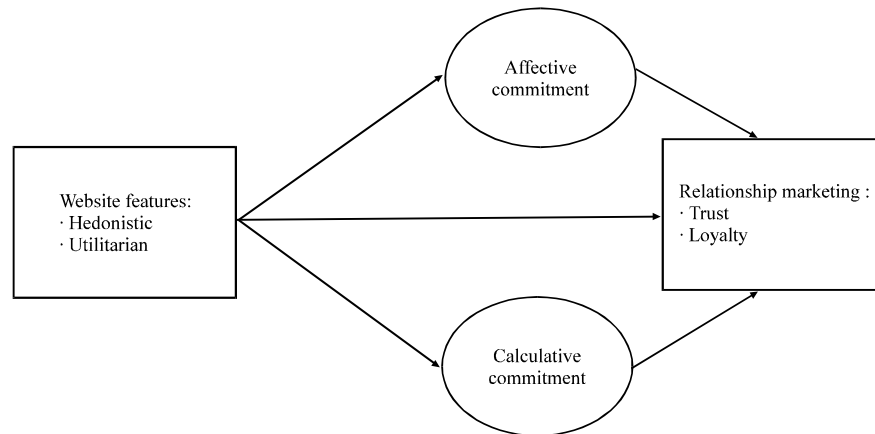 Affective
commitment
Website features:
· Hedonistic
· Utilitarian
Relationship marketing :
· Trust
· Loyalty
Calculative
commitment